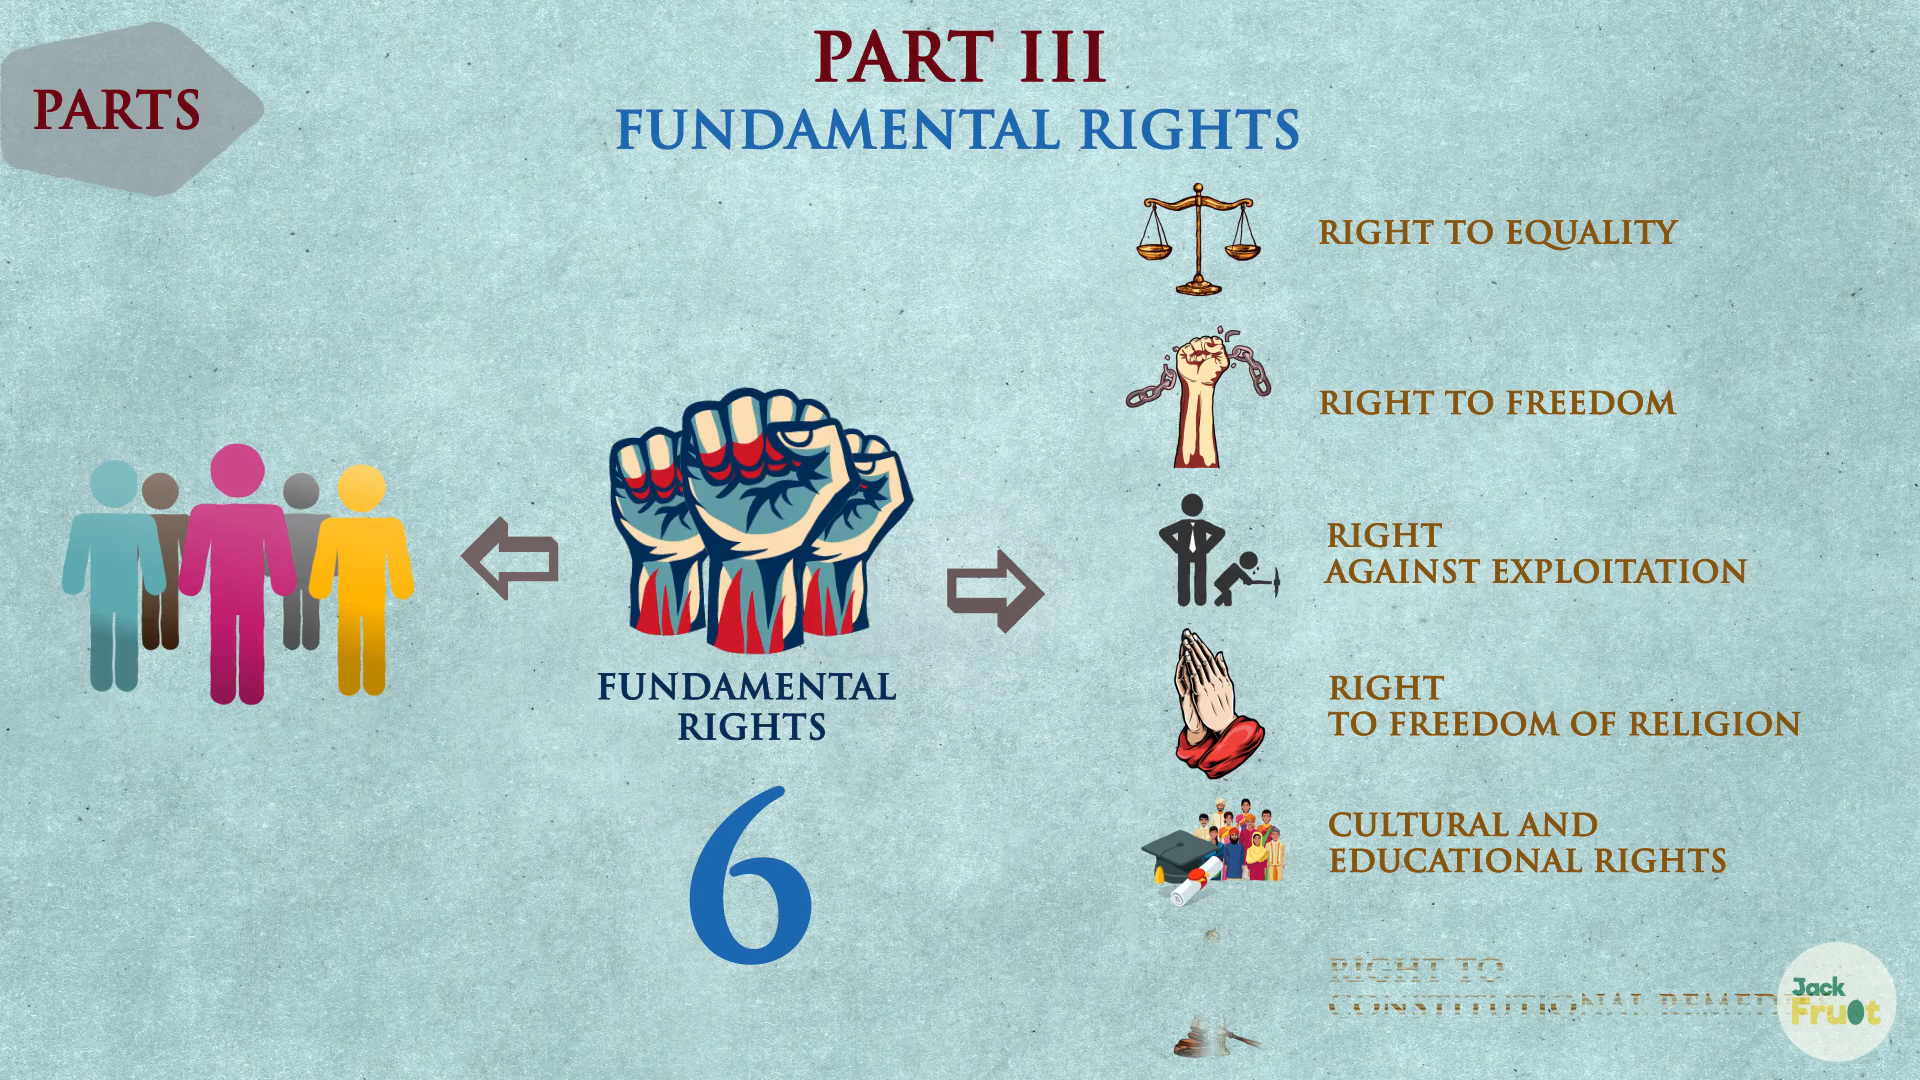 PARTS
PART III
FUNDAMENTAL RIGHTS
RIGHT TO EQUALITY
RIGHT TO FREEDOM
RIGHT
AGAINST EXPLOITATION
RIGHT
TO FREEDOM OF RELIGION
CULTURAL AND
EDUCATIONAL RIGHTS
RIGHT TO
CONSTITUTIONAL
FUNDAMENTAL
RIGHTS
6
Jack
Fruit